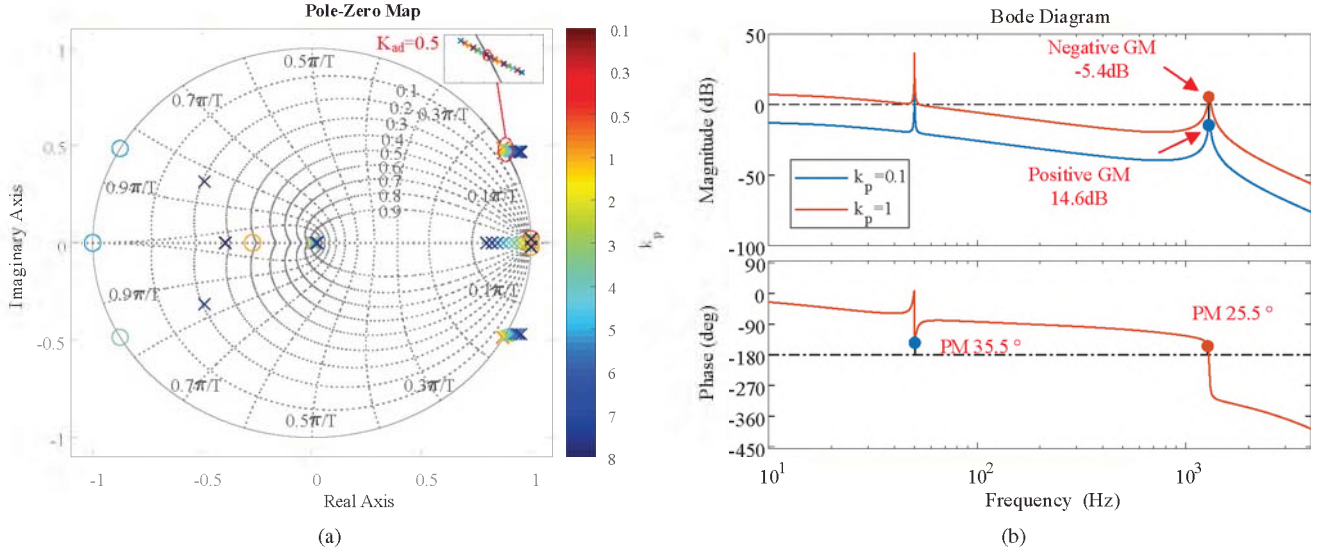 Pole-Zero Map
K_ad=0.5
1
0.5
0
-0.5
-1
Imaginary Axis
0.5π/T
0.7π/T
0.9π/T
0.9π/T
0.7π/T
0.5π/T
0.3π/T
0.1π/T
0.1π/T
0.3π/T
0.1
0.2
0.3
0.4
0.5
0.6
0.7
0.8
0.9
-1
-0.5
0
0.5
1
Real Axis
0.1
0.3
0.5
1
2
3
4
5
6
7
8
k_p
(a)
Bode Diagram
50
0
-50
-100
Magnitude (dB)
Negative GM
-5.4dB
Positive GM
14.6dB
k_p=0.1
k_p=1
90
0
-90
-180
-270
-360
-450
Phase (deg)
PM 35.5 °
PM 25.5 °
10^1
10^2
10^3
Frequency (Hz)
(b)